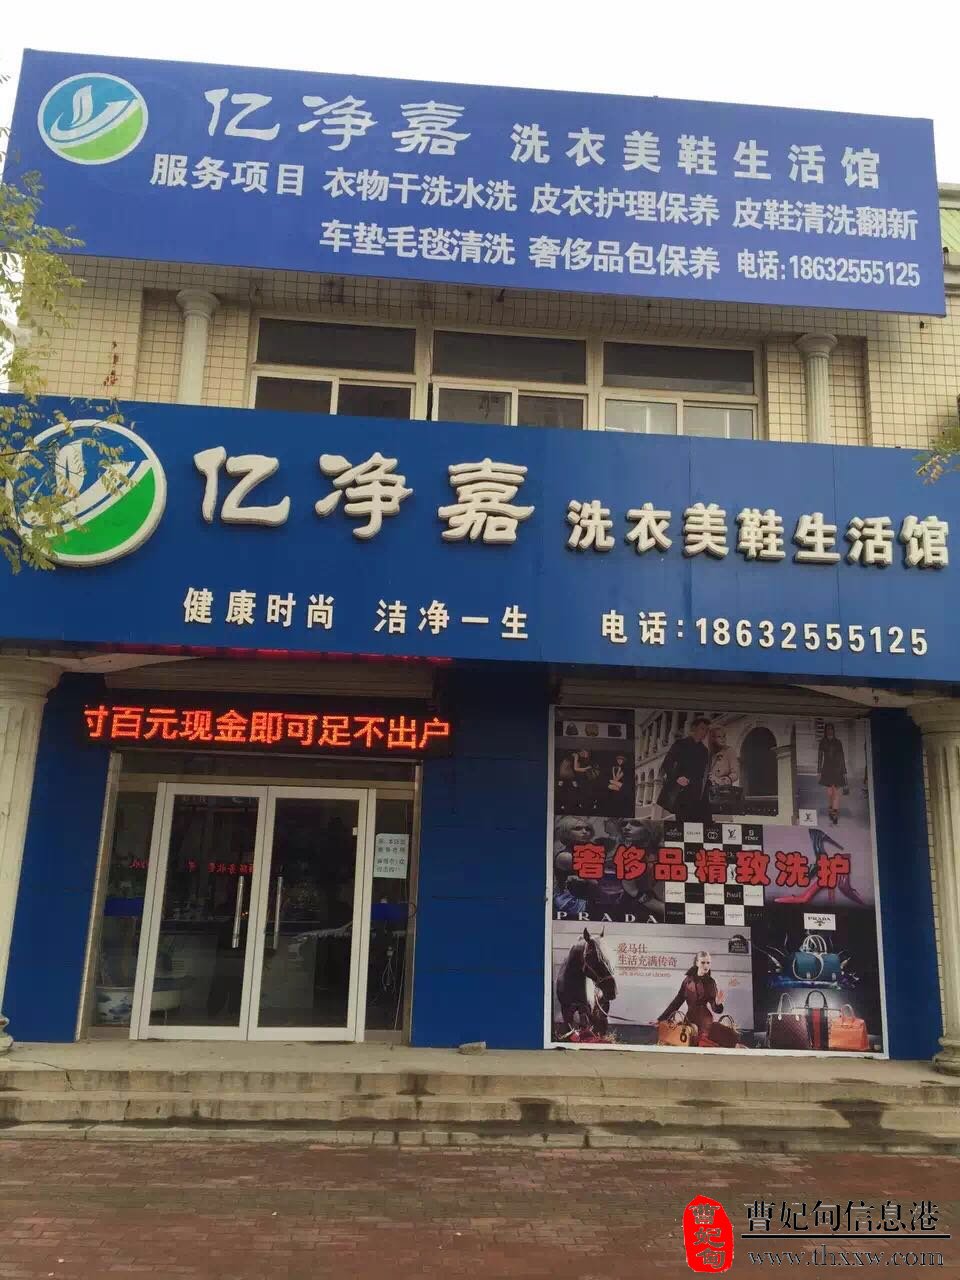 亿净嘉 洗衣美鞋生活馆
服务项目 衣物干洗水洗 皮衣护理保养 皮鞋清洗翻新
车垫毛毯清洗 奢侈品包保养 电话:18632555125
亿净嘉 洗衣美鞋生活馆
健康时尚 洁净一生 电话:18632555125
付百元现金即可足不出户
奢侈品精致洗护
PRADA
PRADA
爱马仕
生活充满传奇
曹妃甸
曹妃甸信息港
www.thxxw.com